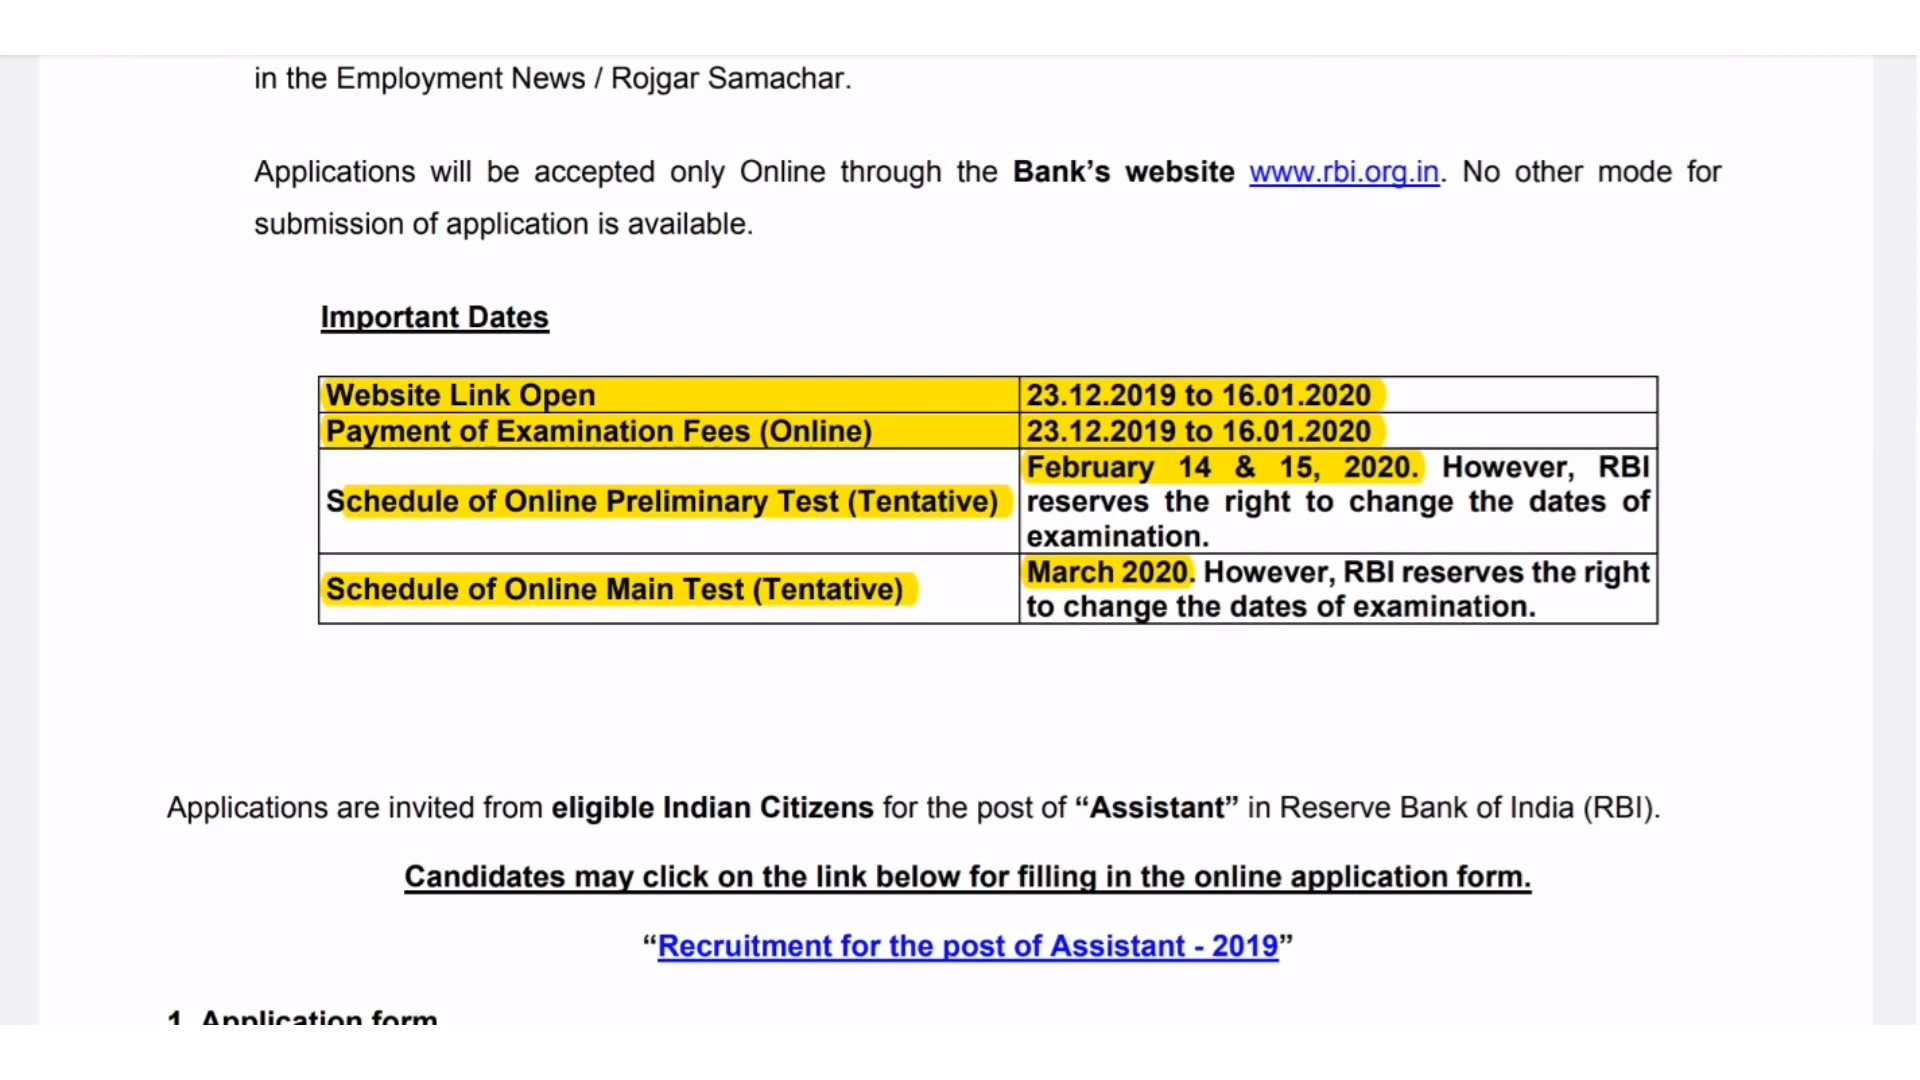 in the Employment News / Rojgar Samachar.
Applications will be accepted only Online through the Bank’s website www.rbi.org.in. No other mode for
submission of application is available.
Important Dates
Website Link Open 23.12.2019 to 16.01.2020
Payment of Examination Fees (Online) 23.12.2019 to 16.01.2020
Schedule of Online Preliminary Test (Tentative)
February 14 & 15, 2020. However, RBI
reserves the right to change the dates of
examination.
Schedule of Online Main Test (Tentative)
March 2020. However, RBI reserves the right
to change the dates of examination.
Applications are invited from eligible Indian Citizens for the post of “Assistant” in Reserve Bank of India (RBI).
Candidates may click on the link below for filling in the online application form.
“Recruitment for the post of Assistant - 2019”
1. Application form